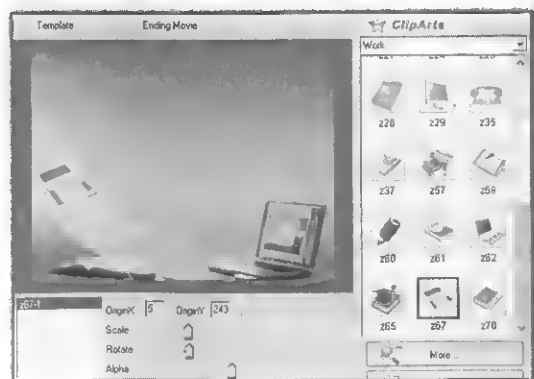 Template Ending Movie
ClipArts
Work
z26 z29 z35
z37 z57 z58
z60 z61 z62
z65 z67 z70
z67-1
OriginX 5 OriginY 243
Scale
Rotate
Alpha
More ...